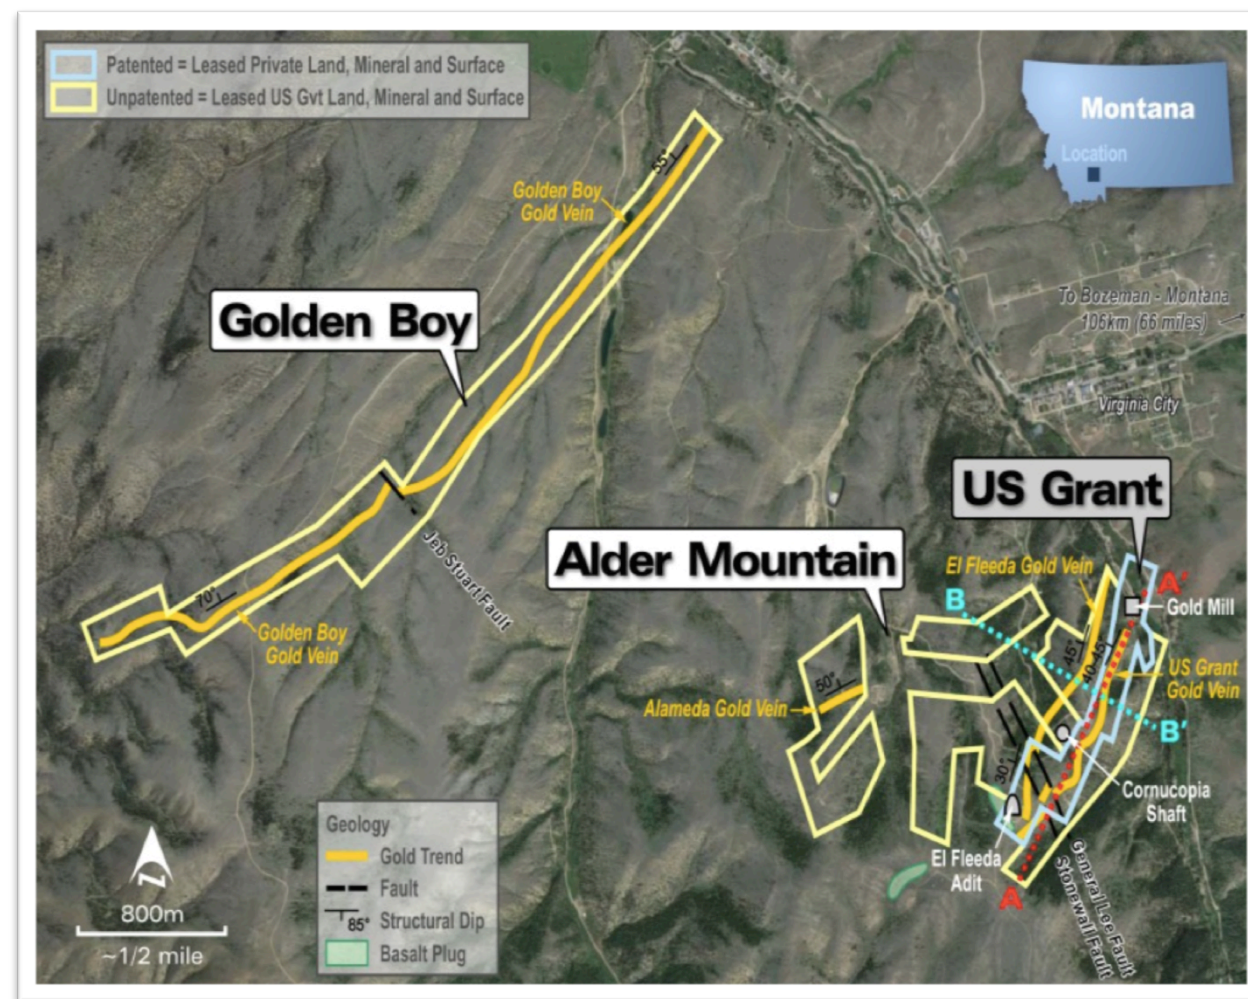 Patented = Leased Private Land, Mineral and Surface
Unpatented = Leased US Gvt Land, Mineral and Surface
Montana
Location
55°
Golden Boy
Gold Vein
Golden Boy
To Bozeman - Montana
106km (66 miles)
Virginia City
US Grant
Jeb Stuart Fault
Alder Mountain
El Fleeda Gold Vein
A'
B
Gold Mill
70°
Golden Boy
Gold Vein
45°
40-45°
US Grant
Gold Vein
50°
Alameda Gold Vein
B'
30°
Cornucopia
Shaft
Geology
Gold Trend
Fault
85°
Structural Dip
Basalt Plug
El Fleeda
Adit
A
General Lee Fault
Stonewall Fault
N
800m
~1/2 mile